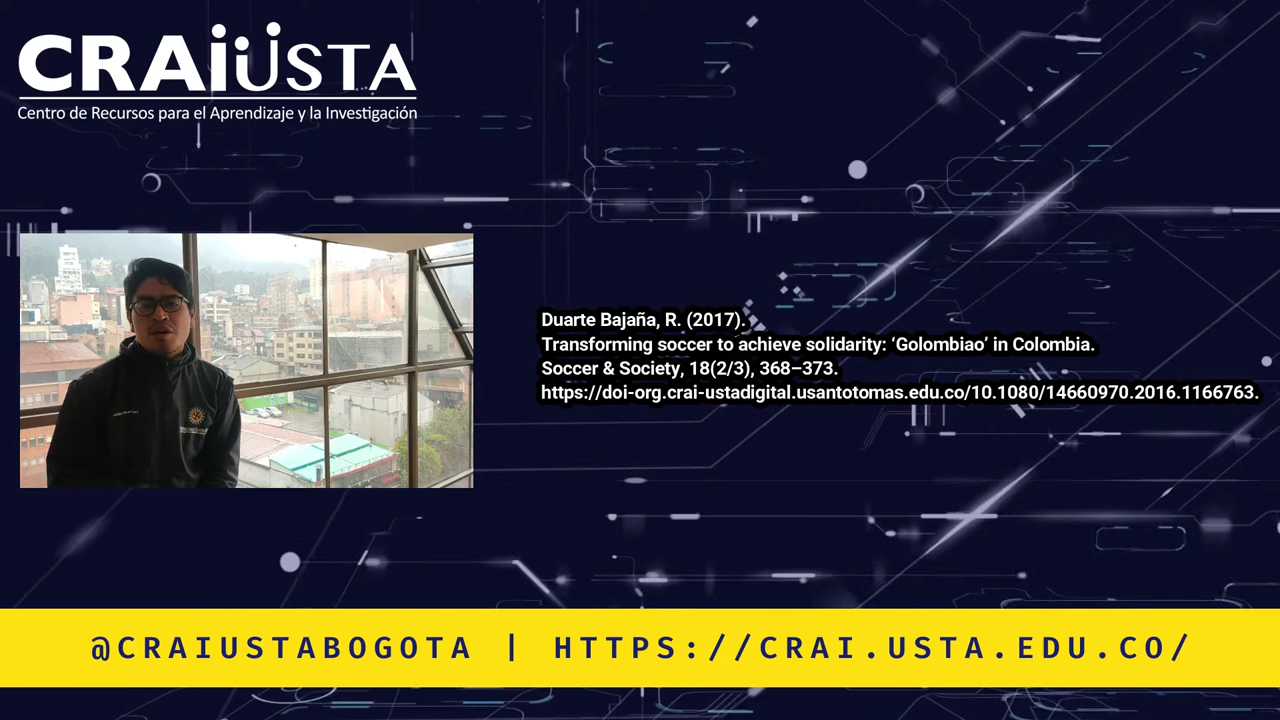 CRAIUSTA
Centro de Recursos para el Aprendizaje y la Investigación
Duarte Bajaña, R. (2017).
Transforming soccer to achieve solidarity: ‘Golombiao’ in Colombia.
Soccer & Society, 18(2/3), 368–373.
https://doi-org.crai-ustadigital.usantotomas.edu.co/10.1080/14660970.2016.1166763.
@CRAIUSTABOGOTA | HTTPS://CRAI.USTA.EDU.CO/